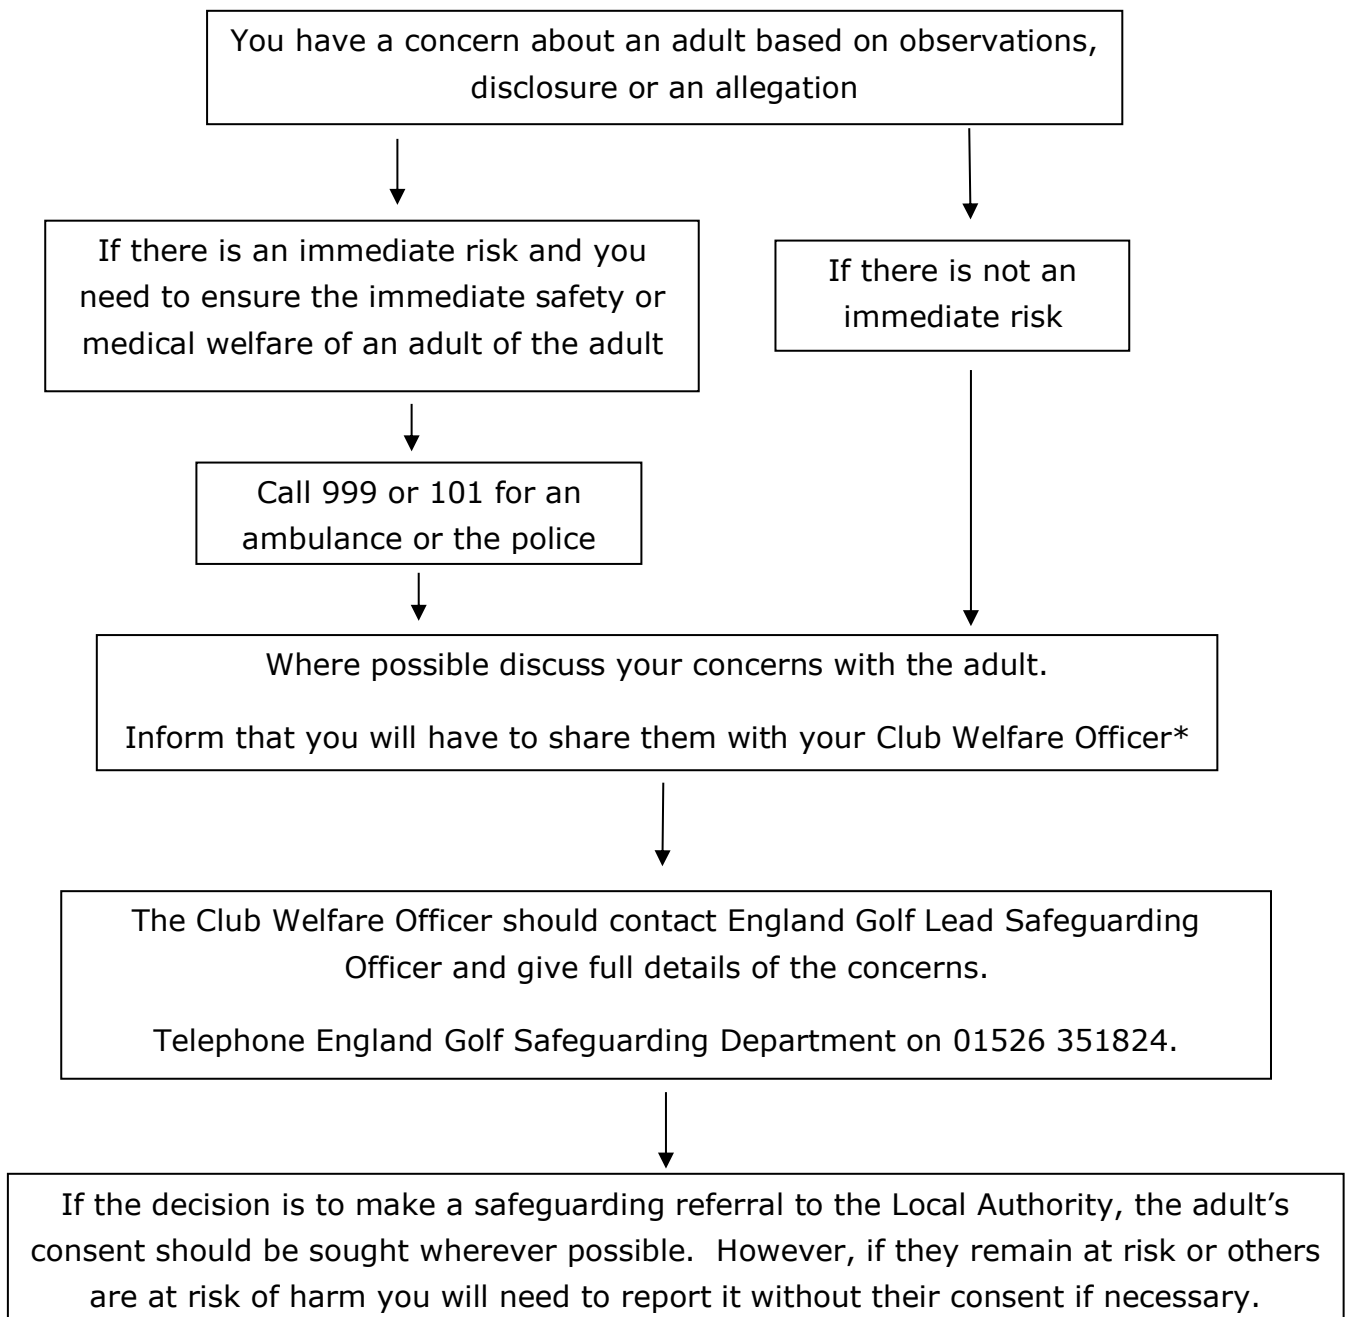 You have a concern about an adult based on observations,
disclosure or an allegation
If there is an immediate risk and you
need to ensure the immediate safety or
medical welfare of an adult of the adult
If there is not an
immediate risk
Call 999 or 101 for an
ambulance or the police
Where possible discuss your concerns with the adult.
Inform that you will have to share them with your Club Welfare Officer*
The Club Welfare Officer should contact England Golf Lead Safeguarding
Officer and give full details of the concerns.
Telephone England Golf Safeguarding Department on 01526 351824.
If the decision is to make a safeguarding referral to the Local Authority, the adult’s
consent should be sought wherever possible.  However, if they remain at risk or others
are at risk of harm you will need to report it without their consent if necessary.